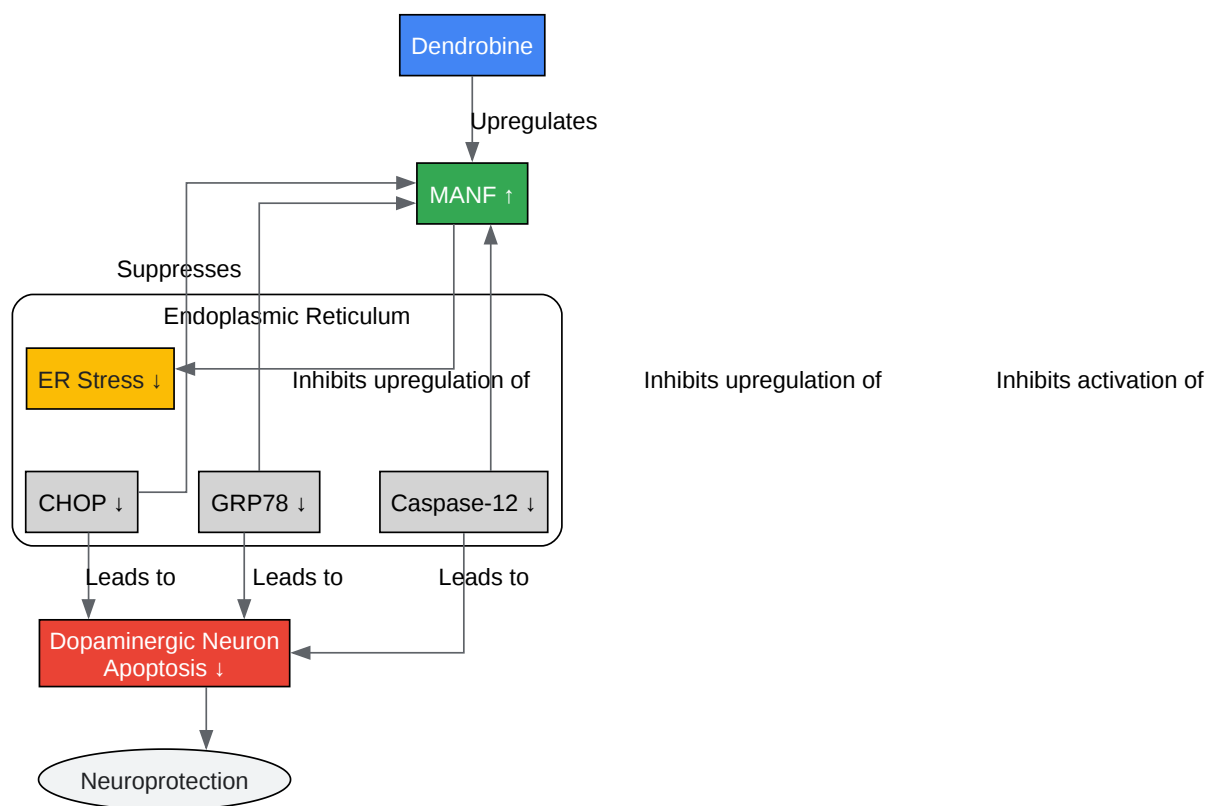 Dendrobine
Upregulates
MANF ↑
Suppresses
Endoplasmic Reticulum
ER Stress ↓
Inhibits upregulation of
Inhibits upregulation of
Inhibits activation of
CHOP ↓
GRP78 ↓
Caspase-12 ↓
Leads to
Leads to
Leads to
Dopaminergic Neuron
Apoptosis ↓
Neuroprotection